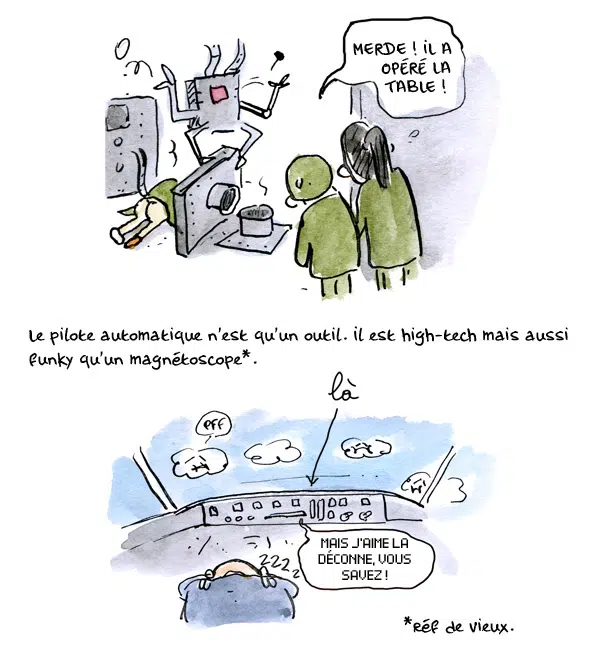 MERDE ! iL A
OPÉRÉ LA
TABLE !
Le pilote automatique n'est qu'un outil. il est high-tech mais aussi
funky qu'un magnétoscope*.
là
PFF
MAIS J'AIME LA
DÉCONNE, VOUS
SAVEZ !
ZZZZ
*Réf de vieux.